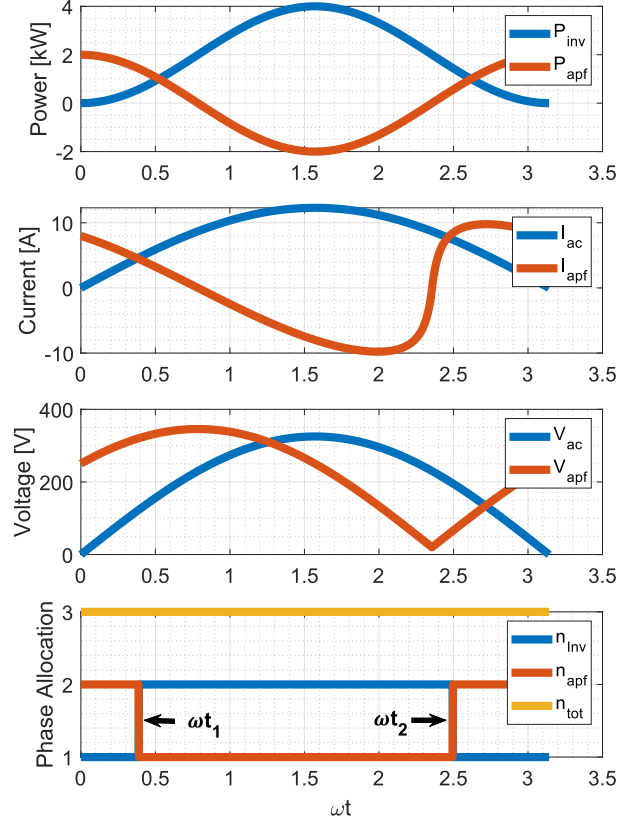 Power [kW]
4
2
0
-2
P_inv
P_apf
0 0.5 1 1.5 2 2.5 3 3.5
Current [A]
10
0
-10
I_ac
I_apf
0 0.5 1 1.5 2 2.5 3 3.5
Voltage [V]
400
200
0
V_ac
V_apf
0 0.5 1 1.5 2 2.5 3 3.5
Phase Allocation
3
2
1
n_Inv
n_apf
n_tot
ωt_1
ωt_2
0 0.5 1 1.5 2 2.5 3 3.5
ωt